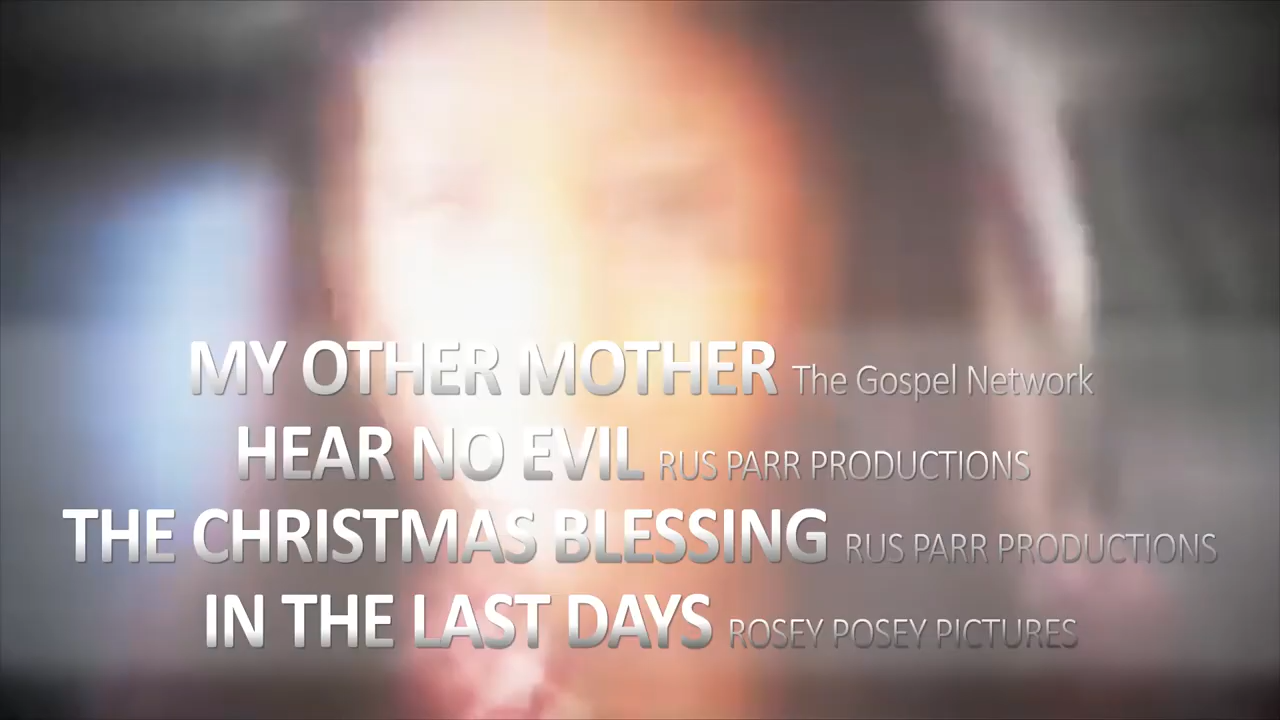 MY OTHER MOTHER The Gospel Network
HEAR NO EVIL RUS PARR PRODUCTIONS
THE CHRISTMAS BLESSING RUS PARR PRODUCTIONS
IN THE LAST DAYS ROSEY POSEY PICTURES